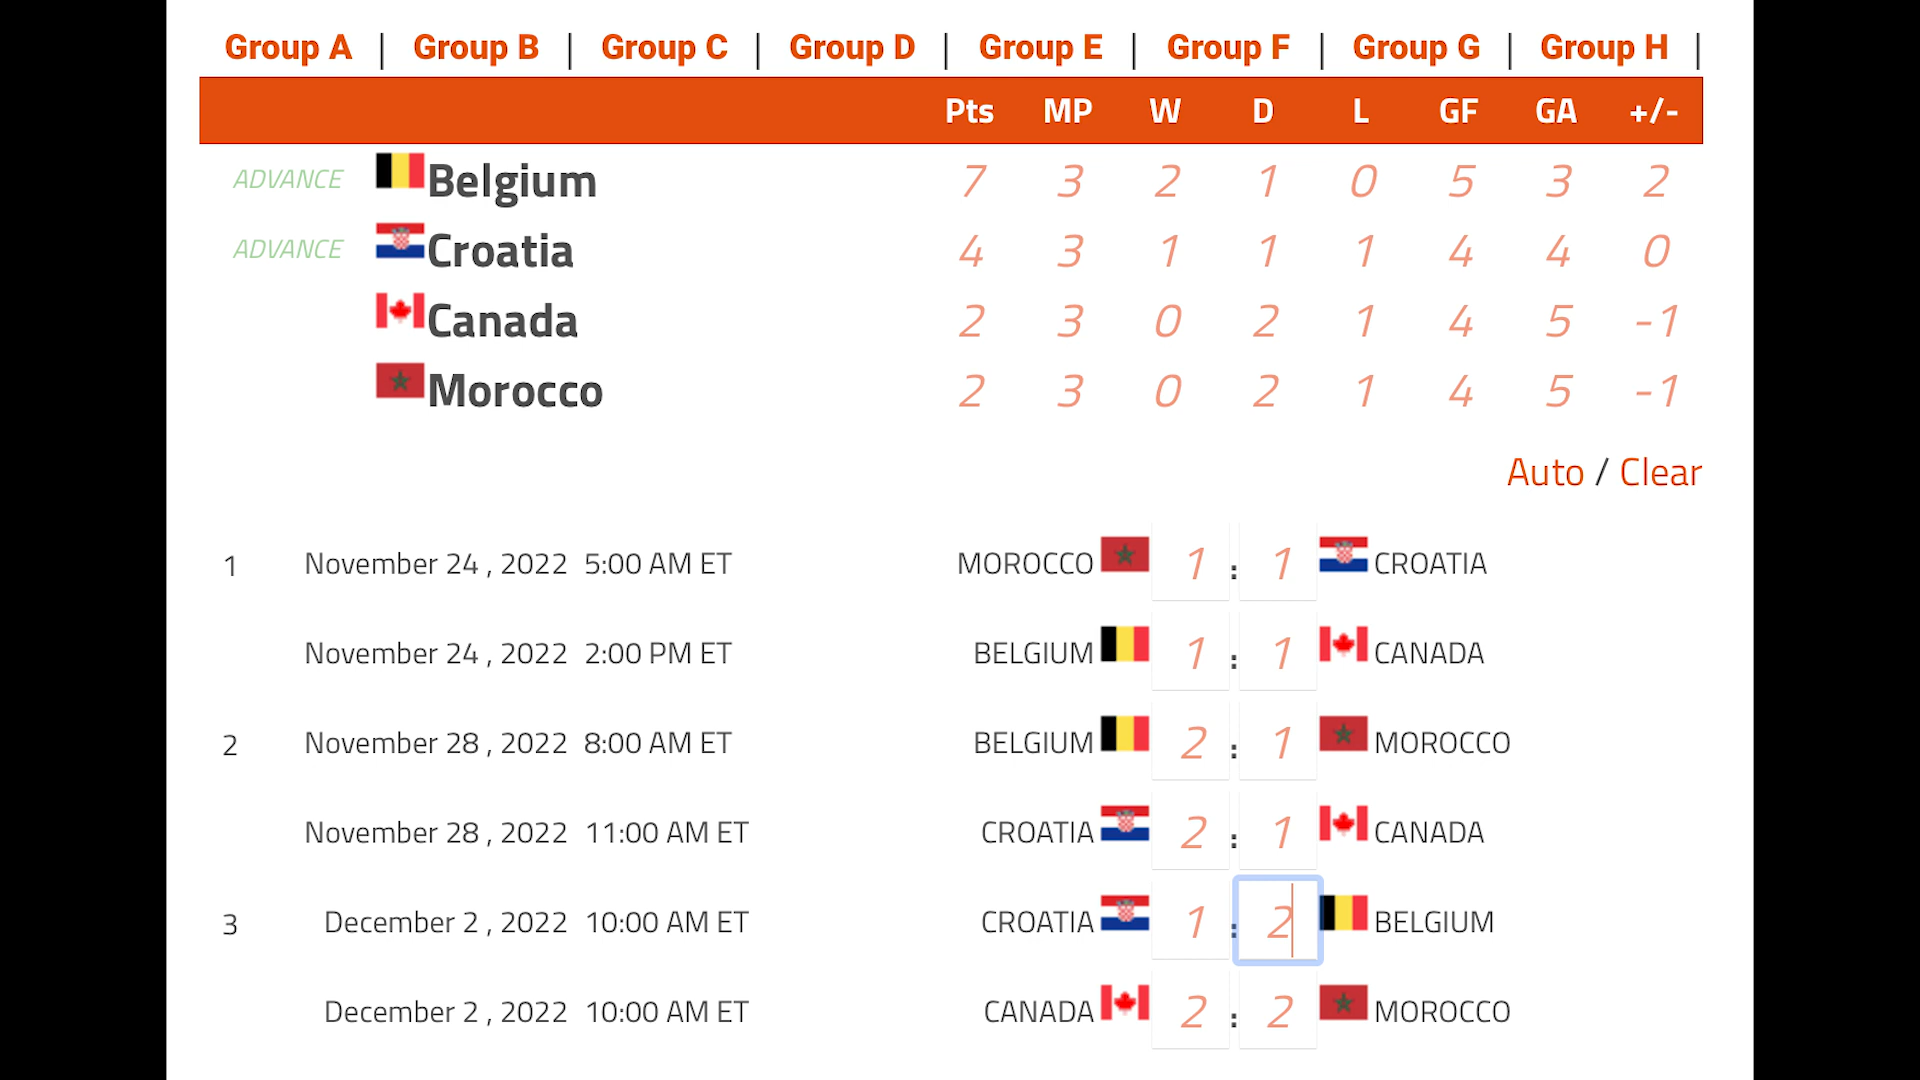 Group A | Group B | Group C | Group D | Group E | Group F | Group G | Group H |
Pts MP W D L GF GA +/-
ADVANCE Belgium 7 3 2 1 0 5 3 2
ADVANCE Croatia 4 3 1 1 1 4 4 0
Canada 2 3 0 2 1 4 5 -1
Morocco 2 3 0 2 1 4 5 -1
Auto / Clear
1 November 24 , 2022 5:00 AM ET MOROCCO 1 : 1 CROATIA
November 24 , 2022 2:00 PM ET BELGIUM 1 : 1 CANADA
2 November 28 , 2022 8:00 AM ET BELGIUM 2 : 1 MOROCCO
November 28 , 2022 11:00 AM ET CROATIA 2 : 1 CANADA
3 December 2 , 2022 10:00 AM ET CROATIA 1 : 2 BELGIUM
December 2 , 2022 10:00 AM ET CANADA 2 : 2 MOROCCO